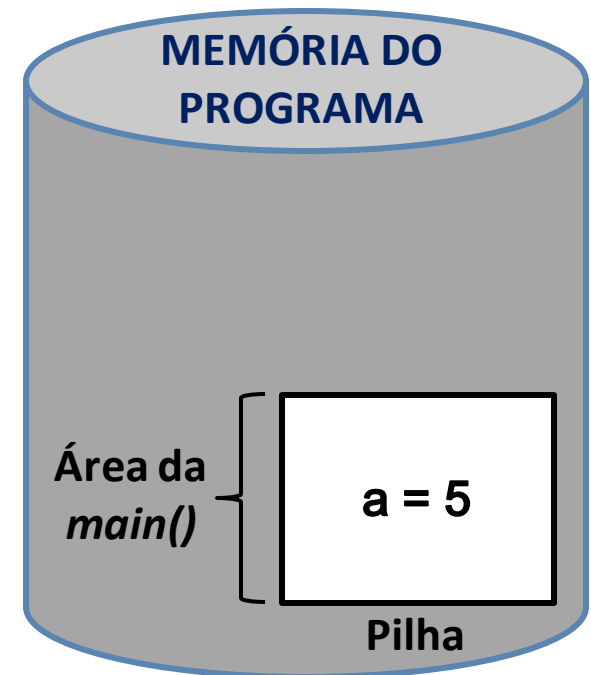 MEMÓRIA DO
PROGRAMA
Área da
main()
a = 5
Pilha